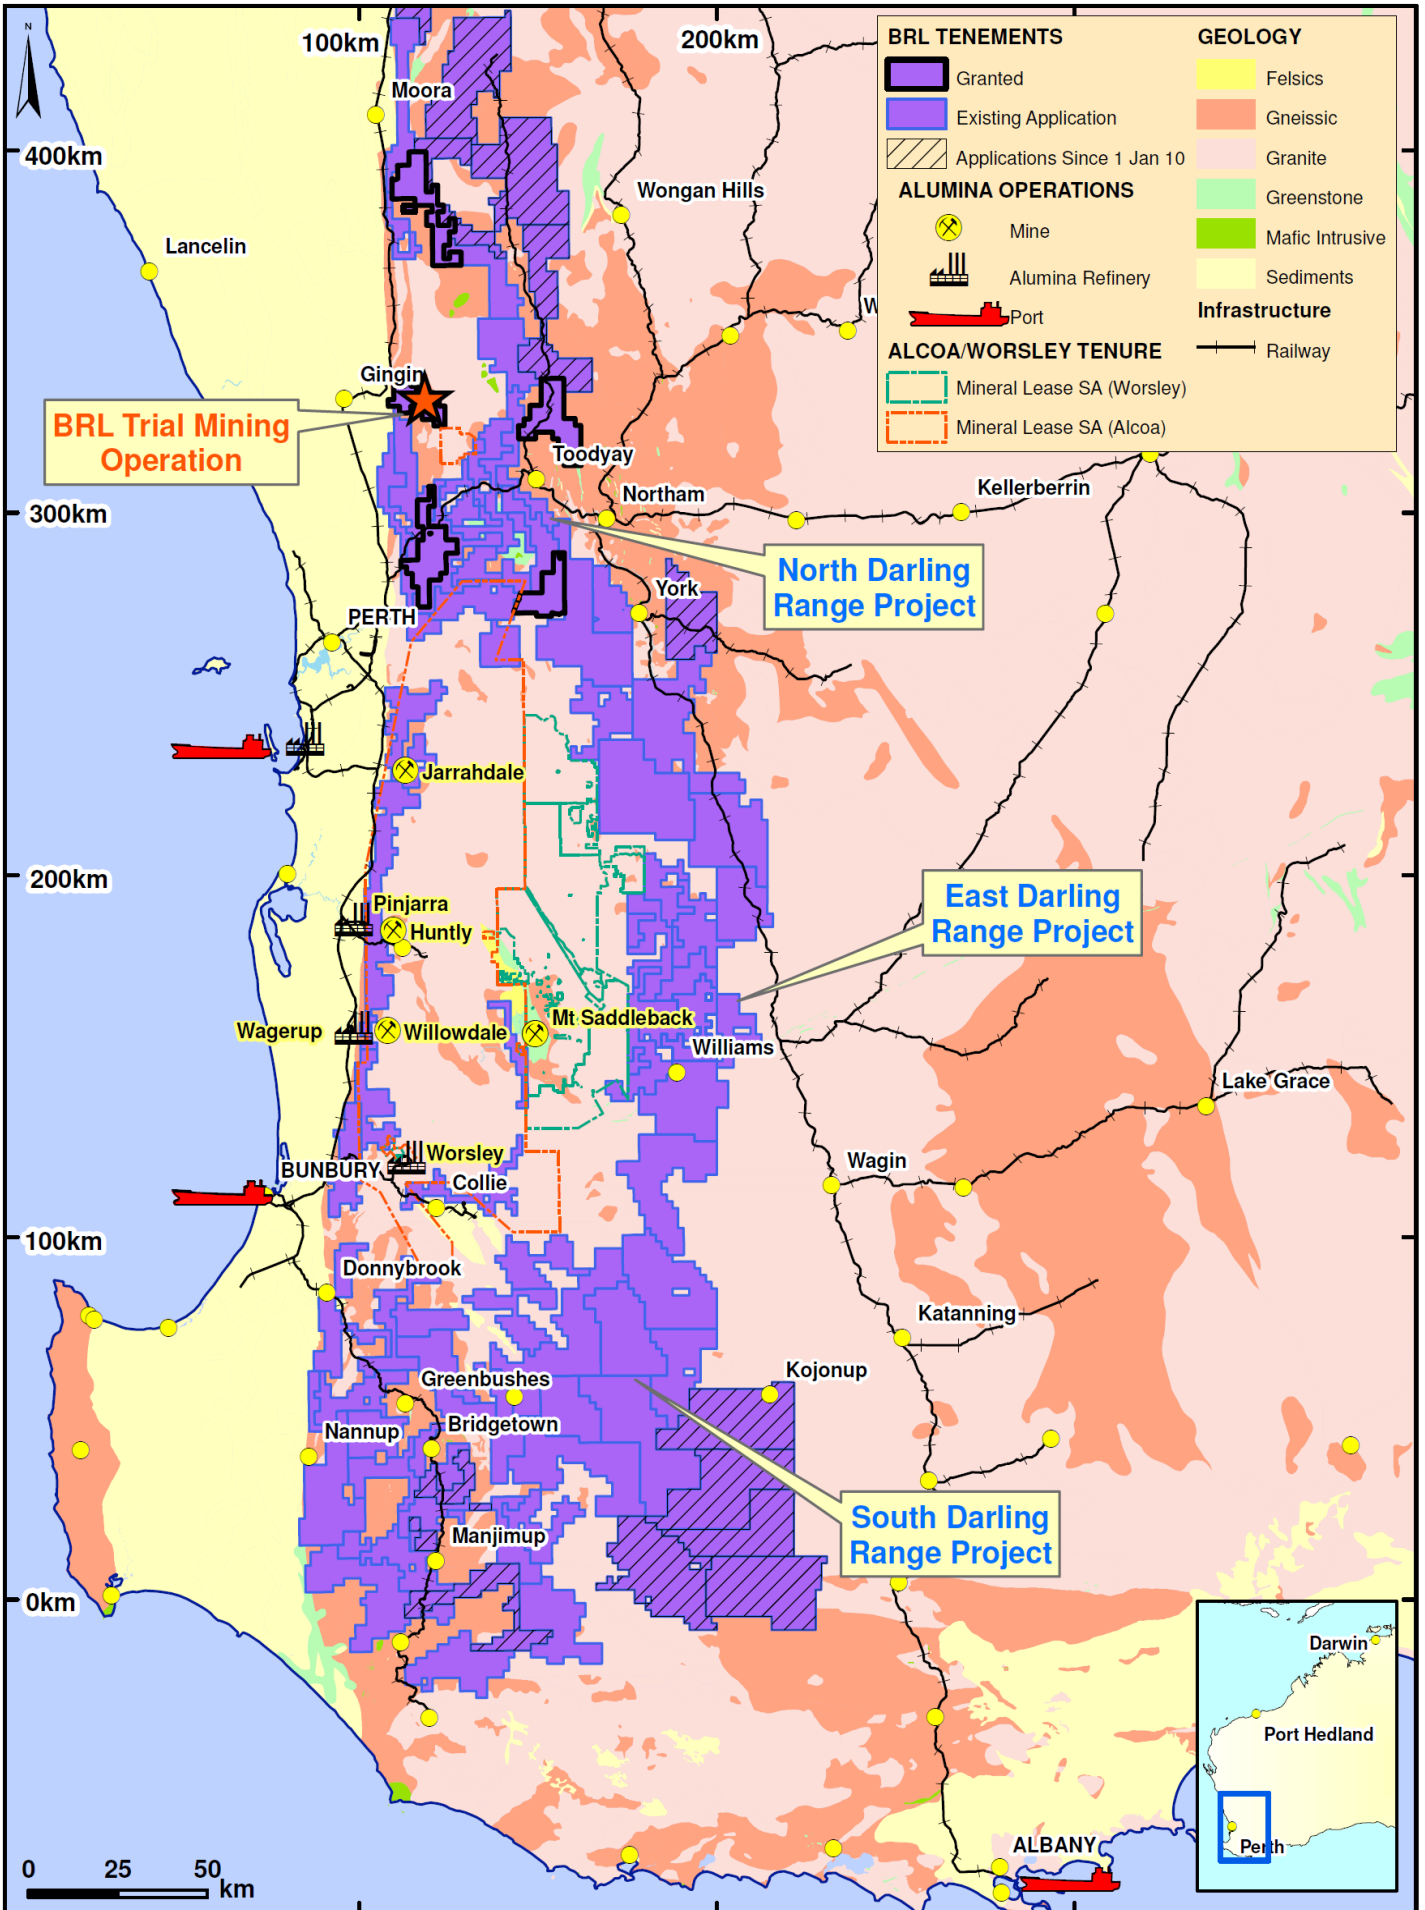 N
100km
200km
400km
300km
200km
100km
0km
Moora
Lancelin
Wongan Hills
W
Gingin
BRL Trial Mining
Operation
Toodyay
Northam
Kellerberrin
North Darling
Range Project
York
PERTH
Jarrahdale
Pinjarra
Huntly
East Darling
Range Project
Wagerup
Willowdale
Mt Saddleback
Williams
Lake Grace
Worsley
BUNBURY
Collie
Wagin
Donnybrook
Katanning
Greenbushes
Kojonup
Nannup
Bridgetown
South Darling
Range Project
Manjimup
ALBANY
0 25 50
km
BRL TENEMENTS
Granted
Existing Application
Applications Since 1 Jan 10
ALUMINA OPERATIONS
Mine
Alumina Refinery
Port
ALCOA/WORSLEY TENURE
Mineral Lease SA (Worsley)
Mineral Lease SA (Alcoa)
GEOLOGY
Felsics
Gneissic
Granite
Greenstone
Mafic Intrusive
Sediments
Infrastructure
Railway
Darwin
Port Hedland
Perth